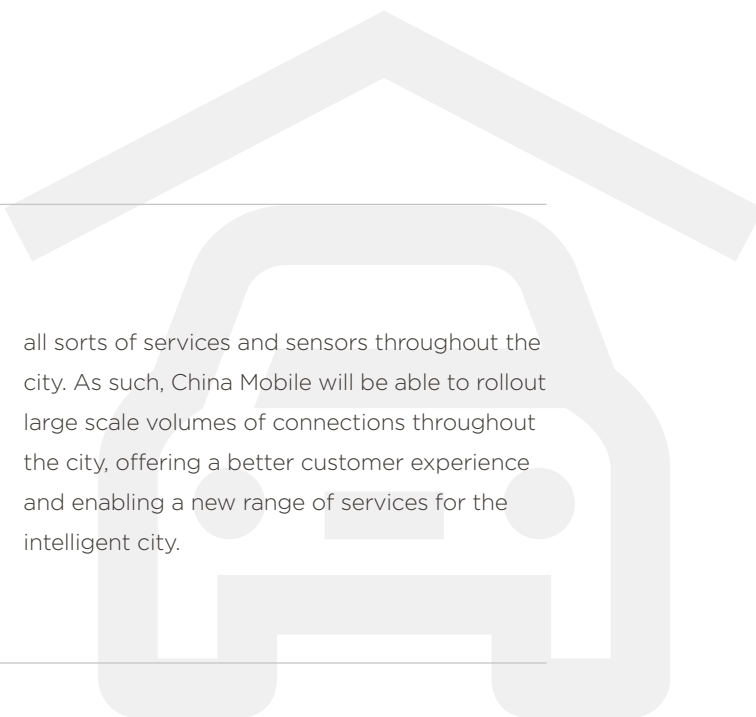 all sorts of services and sensors throughout the
city. As such, China Mobile will be able to rollout
large scale volumes of connections throughout
the city, offering a better customer experience
and enabling a new range of services for the
intelligent city.